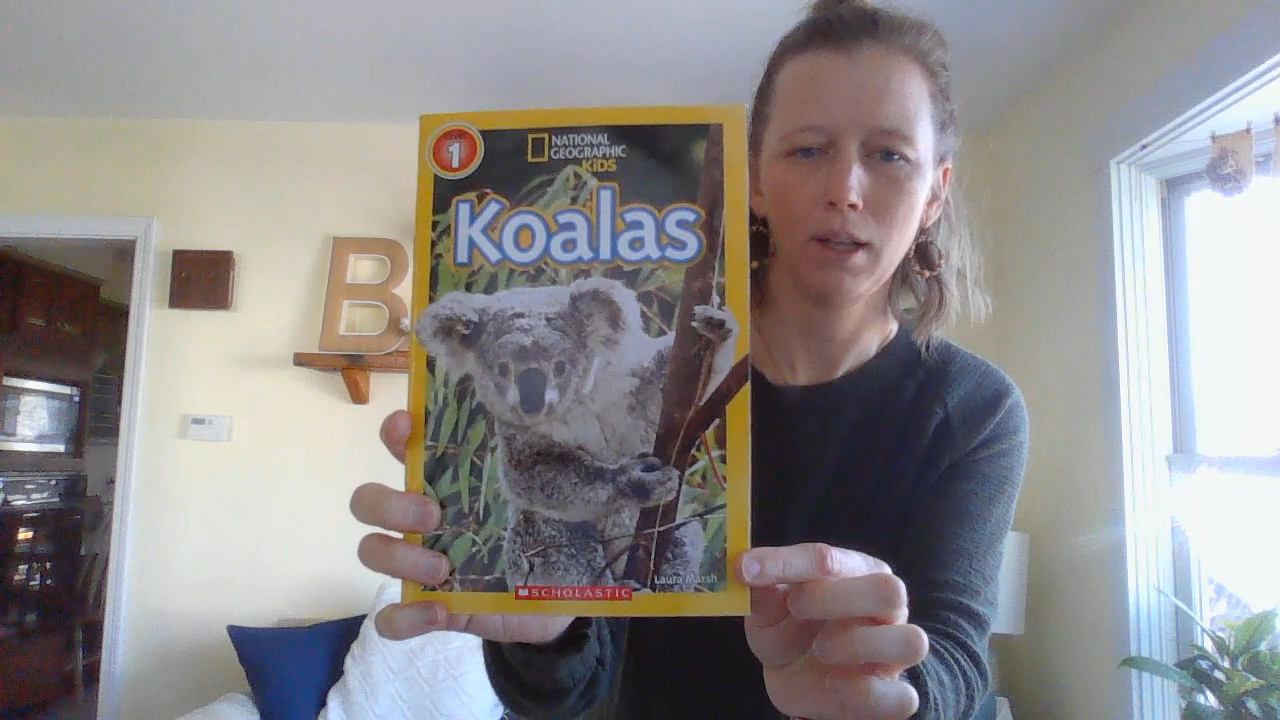 B
1
NATIONAL
GEOGRAPHIC
KiDS
Koalas
Laura Marsh
SCHOLASTIC